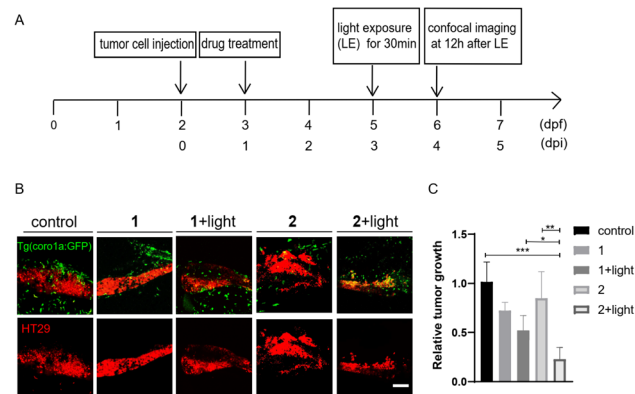 A
tumor cell injection
drug treatment
light exposure
(LE) for 30min
confocal imaging
at 12h after LE
0 1 2 3 4 5 6 7 (dpf)
0 1 2 3 4 5 (dpi)
B
control 1 1+light 2 2+light
Tg(coro1a:GFP)
HT29
C
Relative tumor growth
1.5
1.0
0.5
0.0
**
*
***
control
1
1+light
2
2+light